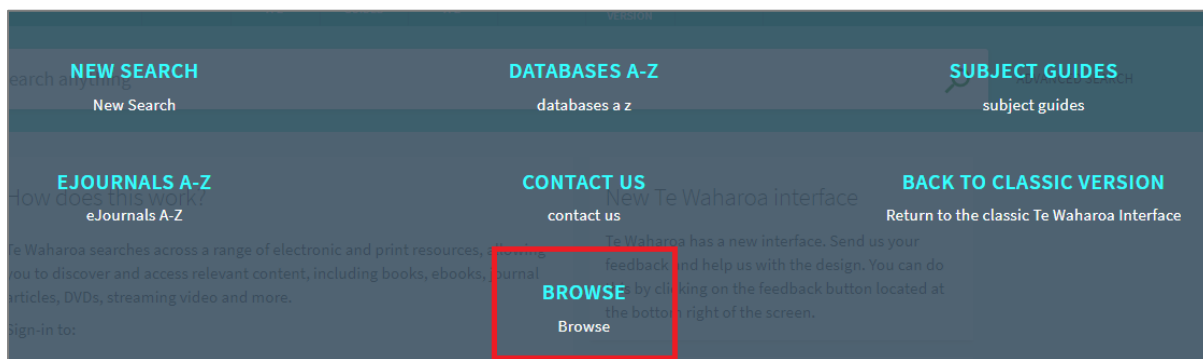 VERSION
NEW SEARCH
DATABASES A-Z
SUBJECT GUIDES
earch anything
ADVANCED SEARCH
New Search
databases a z
subject guides
EJOURNALS A-Z
CONTACT US
BACK TO CLASSIC VERSION
How does this work?
New Te Waharoa interface
eJournals A-Z
contact us
Return to the classic Te Waharoa Interface
Te Waharoa searches across a range of electronic and print resources, allowing
you to discover and access relevant content, including books, ebooks, journal
articles, DVDs, streaming video and more.
Sign-in to:
Te Waharoa has a new interface. Send us your
feedback and help us with the design. You can do
by clicking on the feedback button located at
the bottom right of the screen.
BROWSE
Browse